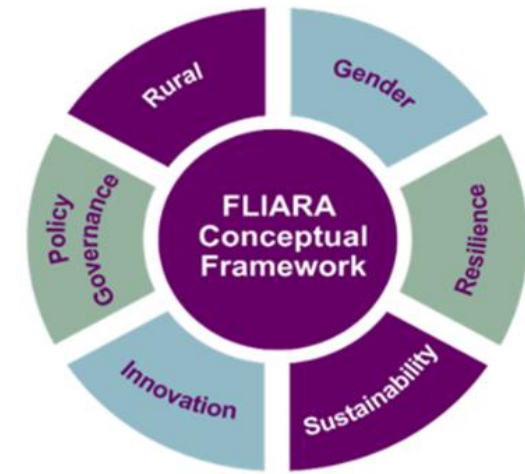 FLIARA
Conceptual
Framework
Rural
Gender
Resilience
Sustainability
Innovation
Policy
Governance